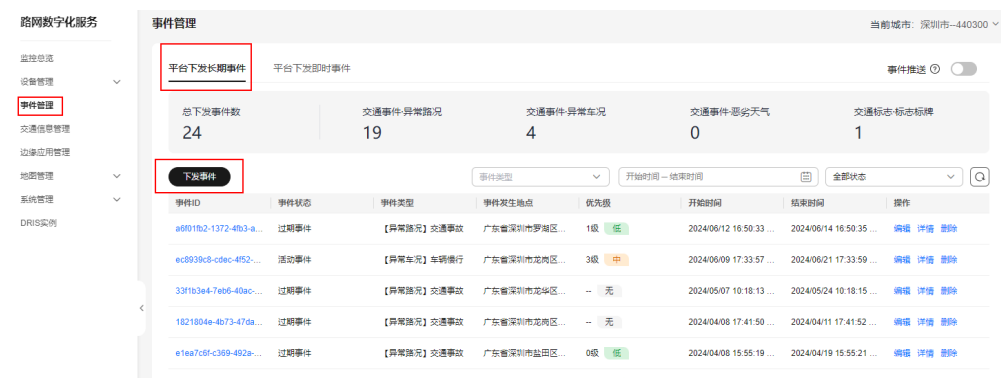 路网数字化服务
事件管理
当前城市: 深圳市--440300
监控总览
设备管理
事件管理
交通信息管理
边缘应用管理
地图管理
系统管理
DRIS实例
平台下发长期事件 平台下发即时事件
事件推送
总下发事件数 交通事件-异常路况 交通事件-异常车况 交通事件-恶劣天气 交通标志-标志标牌
24 19 4 0 1
下发事件 事件类型 开始时间 – 结束时间 全部状态
事件ID 事件状态 事件类型 事件发生地点 优先级 开始时间 结束时间 操作
a6f01fb2-1372-4fb3-a... 过期事件 【异常路况】交通事故 广东省深圳市罗湖区... 1级 低 2024/06/12 16:50:33 ... 2024/06/14 16:50:35 ... 编辑 详情 删除
ec8939c8-cdec-4f52-... 活动事件 【异常车况】车辆慢行 广东省深圳市龙岗区... 3级 中 2024/06/09 17:33:57 ... 2024/06/21 17:33:59 ... 编辑 详情 删除
33f1b3e4-7eb6-40ac-... 过期事件 【异常路况】交通事故 广东省深圳市龙华区... -- 无 2024/05/07 10:18:13 ... 2024/05/24 10:18:15 ... 编辑 详情 删除
1821804e-4b73-47da... 过期事件 【异常路况】交通事故 广东省深圳市龙岗区... -- 无 2024/04/08 17:41:50 ... 2024/04/11 17:41:52 ... 编辑 详情 删除
e1ea7c6f-c369-492a-... 过期事件 【异常路况】交通事故 广东省深圳市盐田区... 0级 低 2024/04/08 15:55:19 ... 2024/04/19 15:55:21 ... 编辑 详情 删除